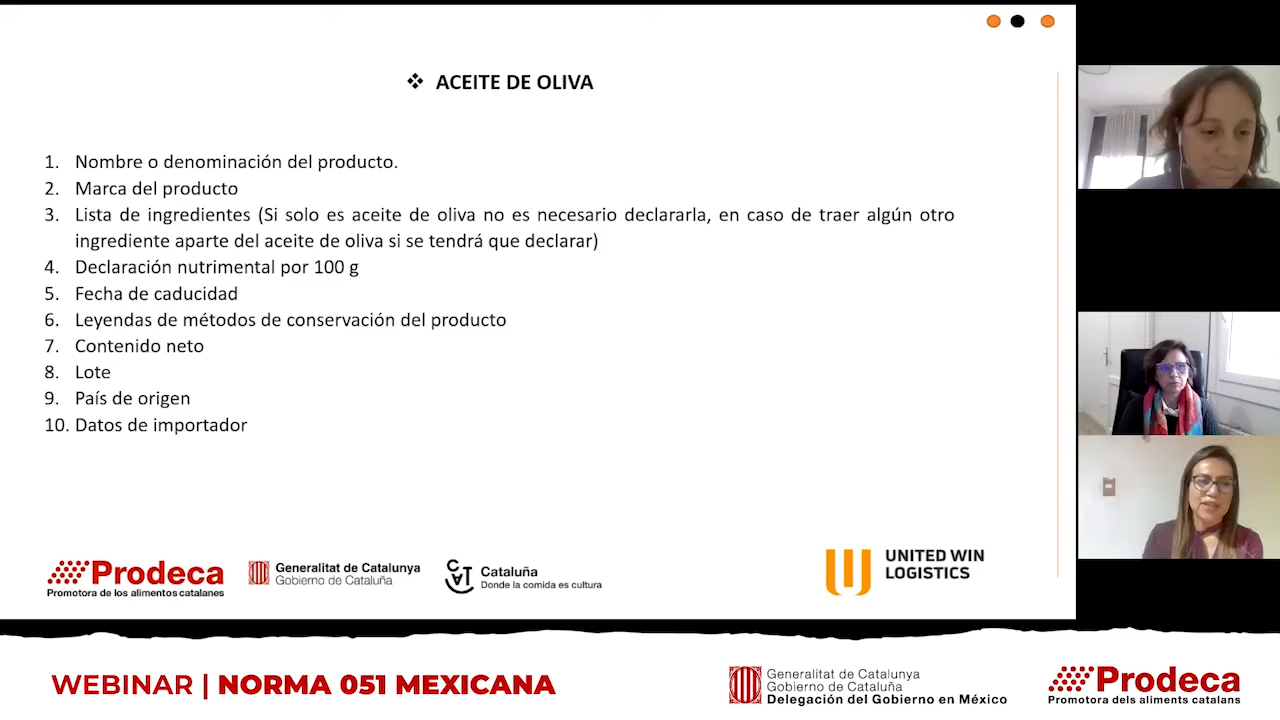 ❖ ACEITE DE OLIVA
1. Nombre o denominación del producto.
2. Marca del producto
3. Lista de ingredientes (Si solo es aceite de oliva no es necesario declararla, en caso de traer algún otro
ingrediente aparte del aceite de oliva si se tendrá que declarar)
4. Declaración nutrimental por 100 g
5. Fecha de caducidad
6. Leyendas de métodos de conservación del producto
7. Contenido neto
8. Lote
9. País de origen
10. Datos de importador
Prodeca
Promotora de los alimentos catalanes
Generalitat de Catalunya
Gobierno de Cataluña
CAT
Cataluña
Donde la comida es cultura
UNITED WIN
LOGISTICS
WEBINAR | NORMA 051 MEXICANA
Generalitat de Catalunya
Gobierno de Cataluña
Delegación del Gobierno en México
Prodeca
Promotora dels aliments catalans